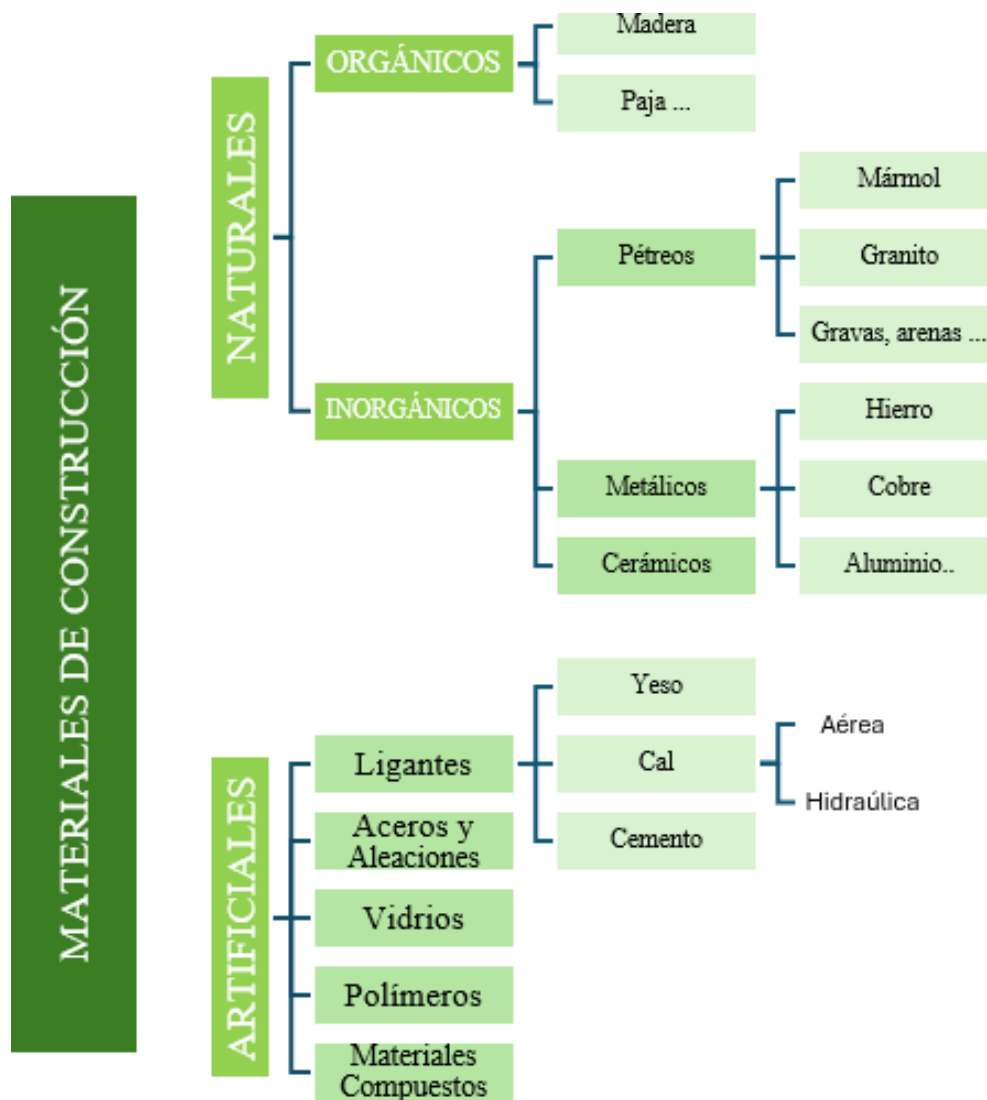 MATERIALES DE CONSTRUCCIÓN
NATURALES
ORGÁNICOS
Madera
Paja ...
INORGÁNICOS
Pétreos
Mármol
Granito
Gravas, arenas ...
Metálicos
Hierro
Cobre
Aluminio..
Cerámicos
ARTIFICIALES
Ligantes
Yeso
Cal
Aérea
Hidraúlica
Cemento
Aceros y
Aleaciones
Vidrios
Polímeros
Materiales
Compuestos